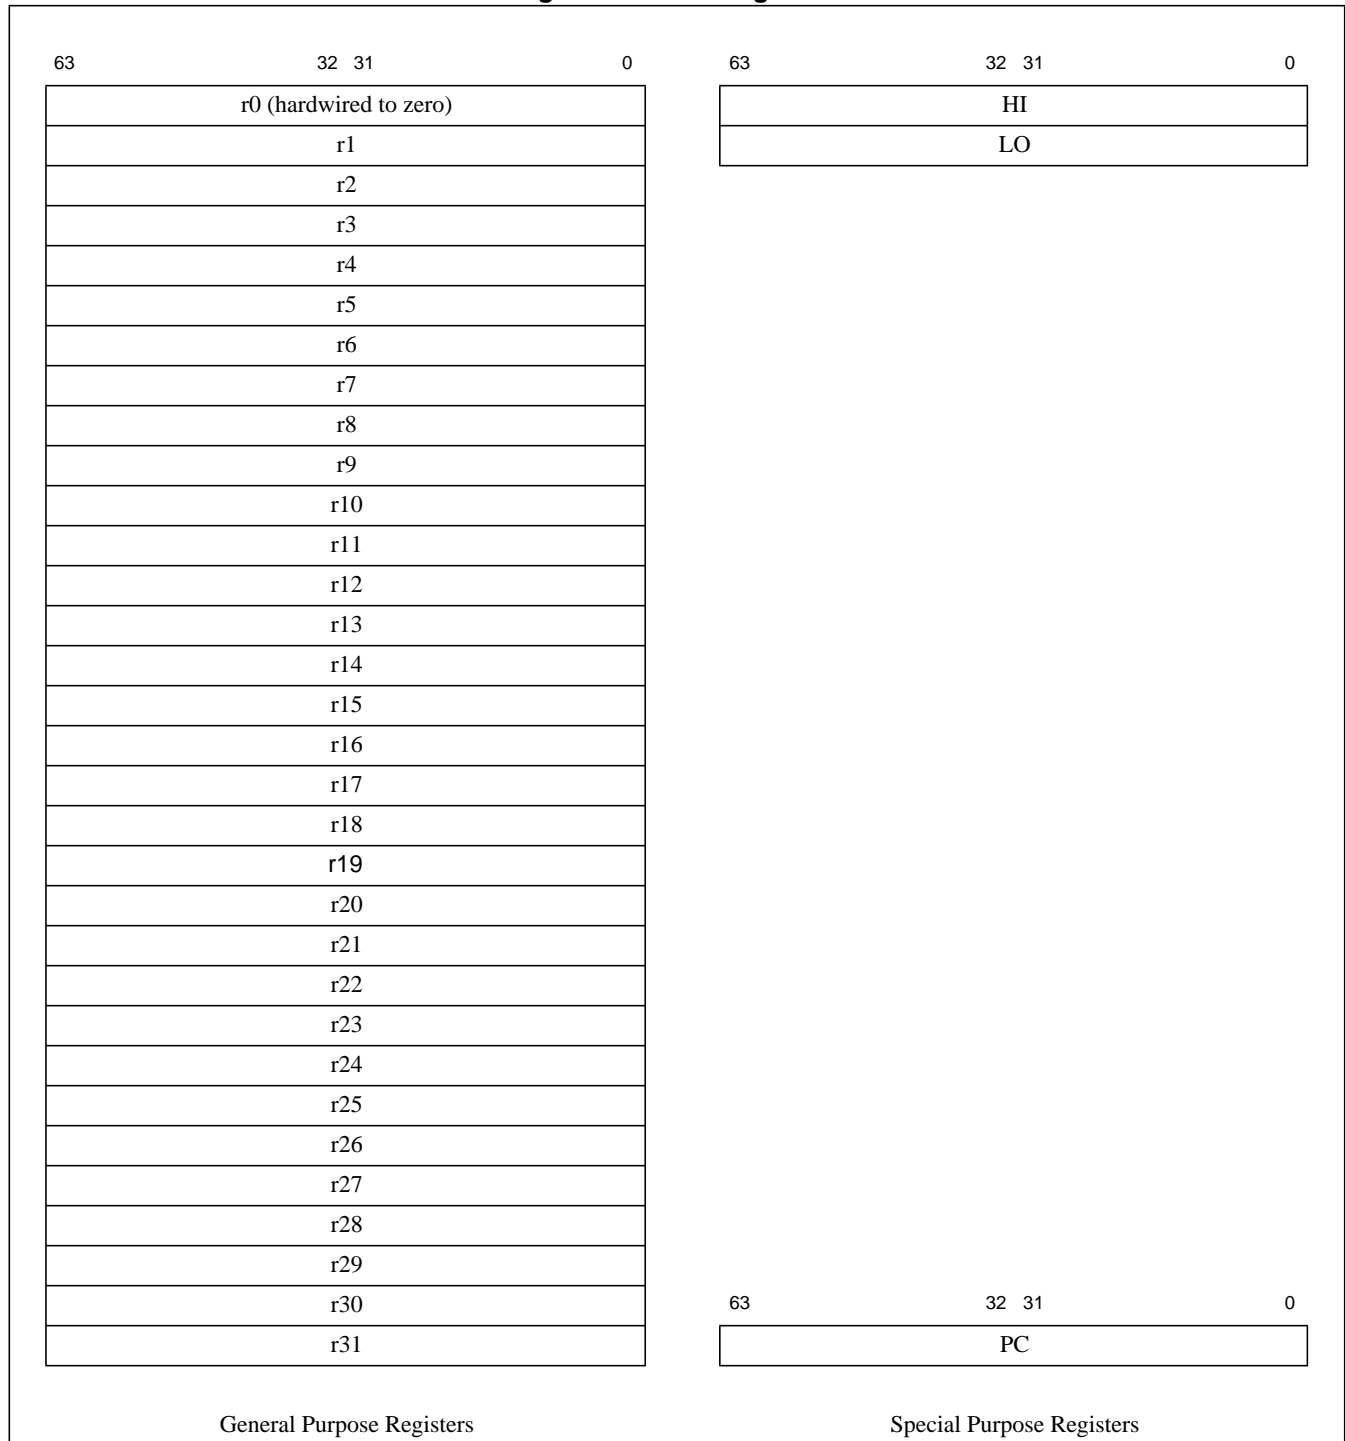 63 32 31 0
r0 (hardwired to zero)
r1
r2
r3
r4
r5
r6
r7
r8
r9
r10
r11
r12
r13
r14
r15
r16
r17
r18
r19
r20
r21
r22
r23
r24
r25
r26
r27
r28
r29
r30
r31
General Purpose Registers
63 32 31 0
HI
LO
63 32 31 0
PC
Special Purpose Registers